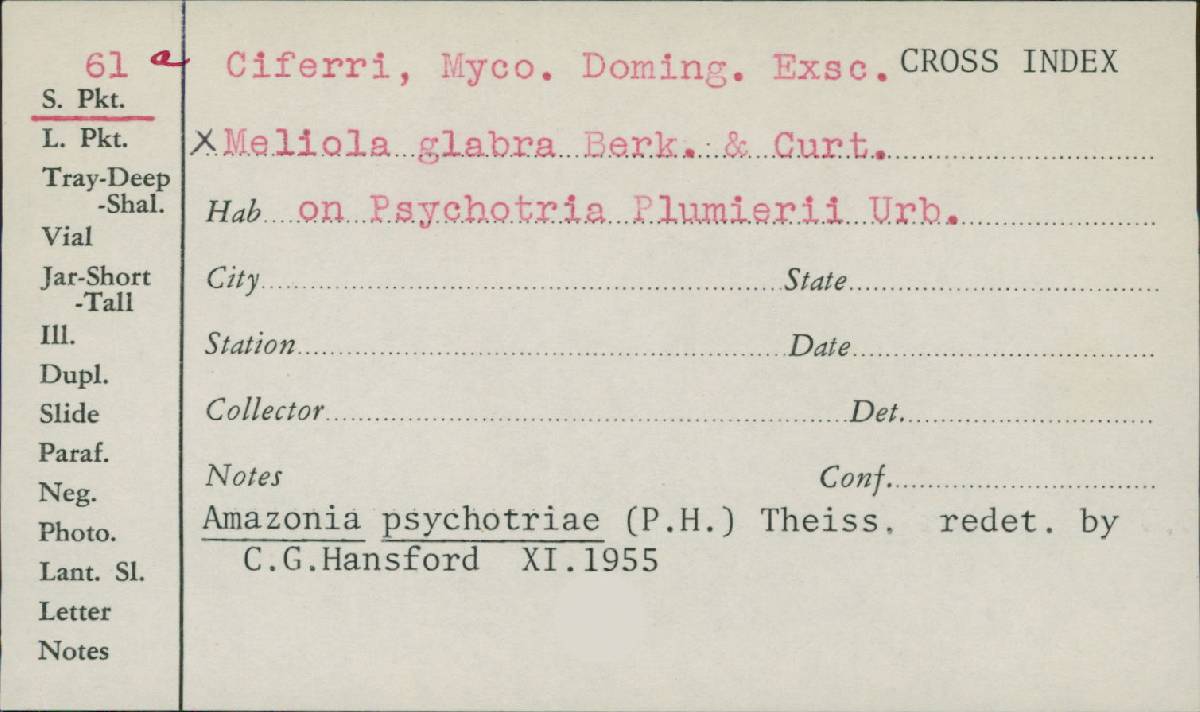 61 a Ciferri, Myco. Doming. Exsc. CROSS INDEX
S. Pkt.
L. Pkt.
X Meliola glabra Berk. & Curt.
Tray-Deep
-Shal.
Hab on Psychotria Plumierii Urb.
Vial
Jar-Short
-Tall
City State
Ill.
Station Date
Dupl.
Slide
Collector Det.
Paraf.
Notes Conf.
Neg.
Photo.
Amazonia psychotriae (P.H.) Theiss. redet. by
C.G.Hansford XI.1955
Lant. Sl.
Letter
Notes